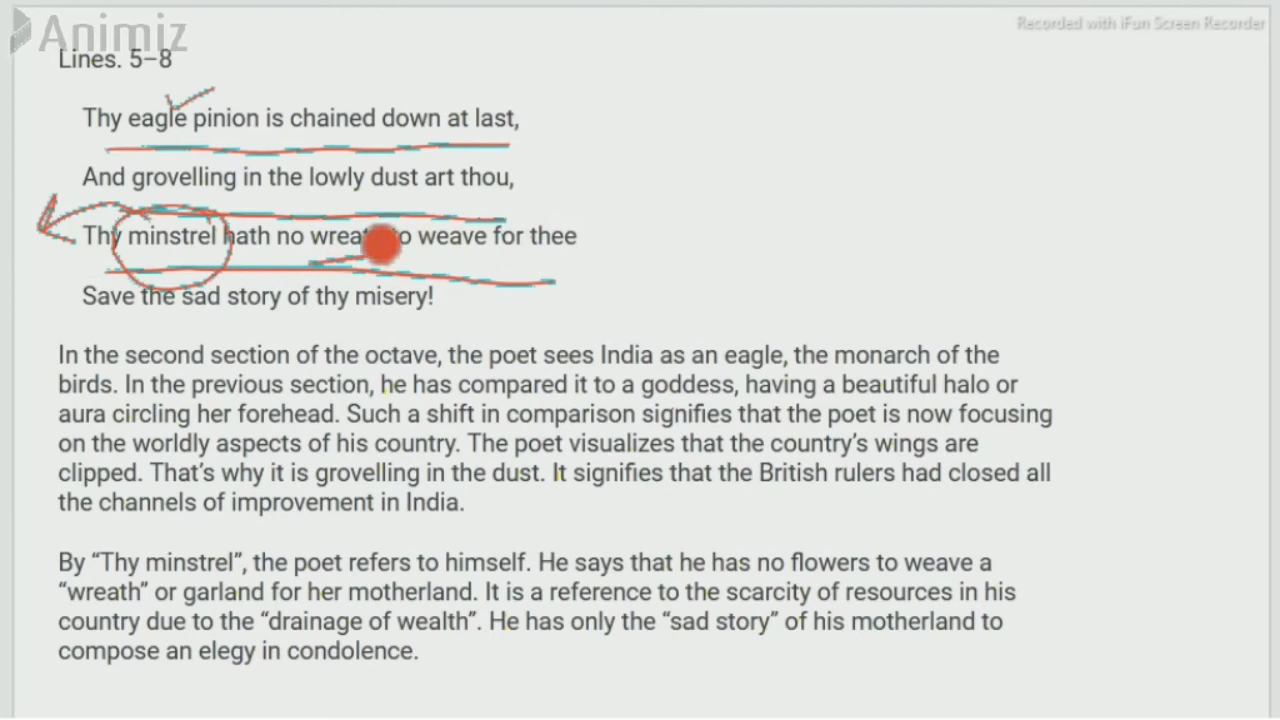 Animiz
Recorded with iFun Screen Recorder
Lines. 5–8
Thy eagle pinion is chained down at last,
And grovelling in the lowly dust art thou,
Thy minstrel hath no wreath to weave for thee
Save the sad story of thy misery!
In the second section of the octave, the poet sees India as an eagle, the monarch of the
birds. In the previous section, he has compared it to a goddess, having a beautiful halo or
aura circling her forehead. Such a shift in comparison signifies that the poet is now focusing
on the worldly aspects of his country. The poet visualizes that the country’s wings are
clipped. That’s why it is grovelling in the dust. It signifies that the British rulers had closed all
the channels of improvement in India.
By “Thy minstrel”, the poet refers to himself. He says that he has no flowers to weave a
“wreath” or garland for her motherland. It is a reference to the scarcity of resources in his
country due to the “drainage of wealth”. He has only the “sad story” of his motherland to
compose an elegy in condolence.